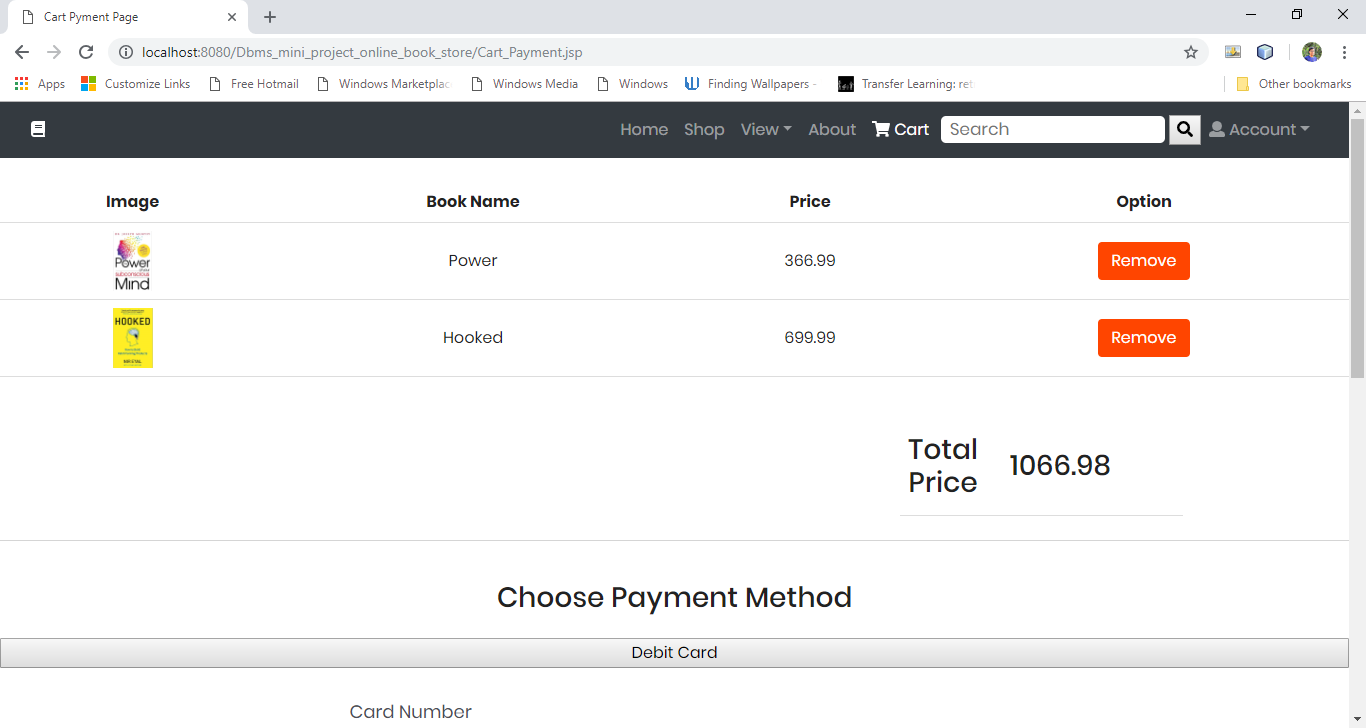 Cart Pyment Page
localhost:8080/Dbms_mini_project_online_book_store/Cart_Payment.jsp
Apps Customize Links Free Hotmail Windows Marketplac Windows Media Windows Finding Wallpapers - Transfer Learning: ret Other bookmarks
Home Shop View About Cart Search Account
Image Book Name Price Option
Power
Mind
Power 366.99 Remove
HOOKED
Hooked 699.99 Remove
Total
Price
1066.98
Choose Payment Method
Debit Card
Card Number